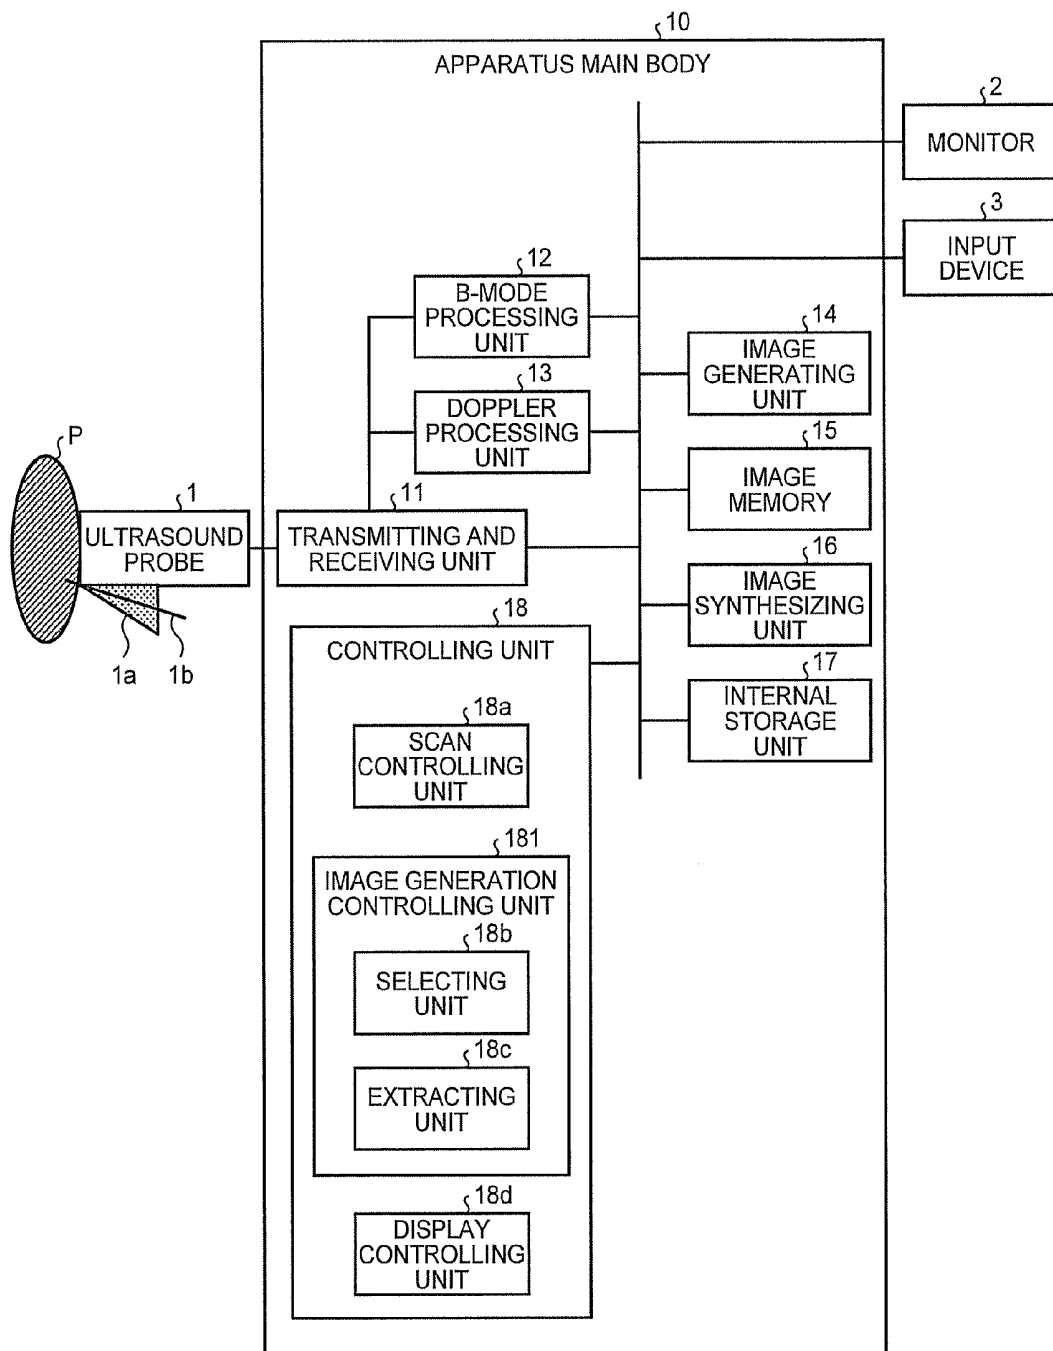 10
APPARATUS MAIN BODY
2
MONITOR
3
INPUT
DEVICE
12
B-MODE
PROCESSING
UNIT
14
IMAGE
GENERATING
UNIT
13
DOPPLER
PROCESSING
UNIT
P
15
IMAGE
MEMORY
1
ULTRASOUND
PROBE
11
TRANSMITTING AND
RECEIVING UNIT
16
IMAGE
SYNTHESIZING
UNIT
1a
1b
18
CONTROLLING UNIT
17
INTERNAL
STORAGE
UNIT
18a
SCAN
CONTROLLING
UNIT
181
IMAGE GENERATION
CONTROLLING UNIT
18b
SELECTING
UNIT
18c
EXTRACTING
UNIT
18d
DISPLAY
CONTROLLING
UNIT